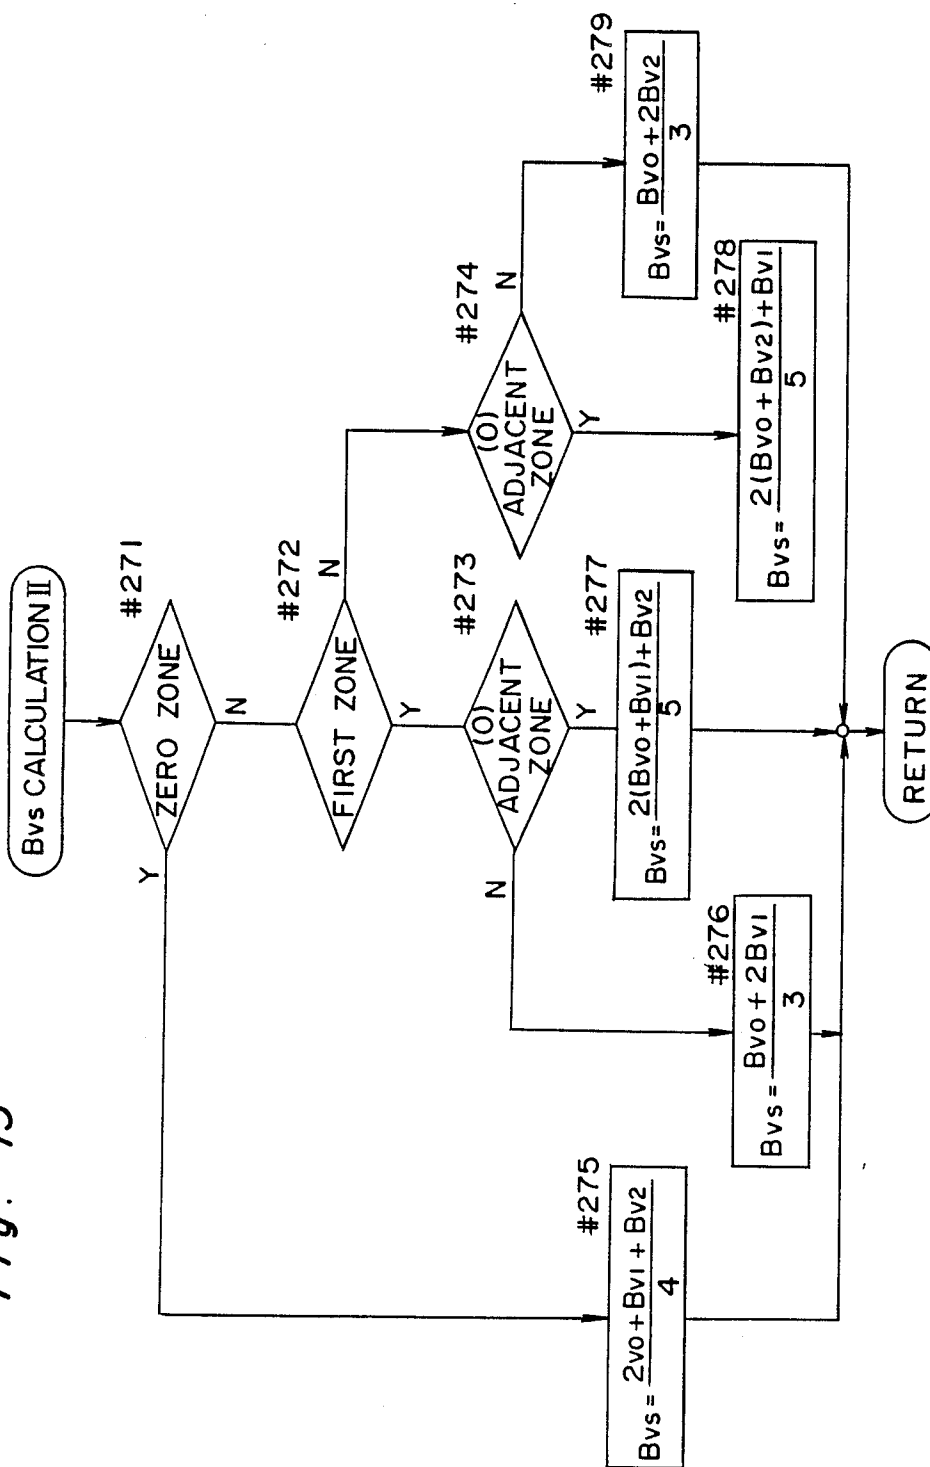 Fig. 15
Bvs CALCULATION II
#271
ZERO ZONE
Y
N
#272
FIRST ZONE
N
Y
#273
(0)
ADJACENT
ZONE
N
Y
#274
(0)
ADJACENT
ZONE
N
Y
#275
Bvs= 2vo+Bv1+Bv2
4
#276
Bvs= Bvo+2Bv1
3
#277
Bvs= 2(Bvo+Bv1)+Bv2
5
#278
Bvs= 2(Bvo+Bv2)+Bv1
5
#279
Bvs= Bvo+2Bv2
3
RETURN